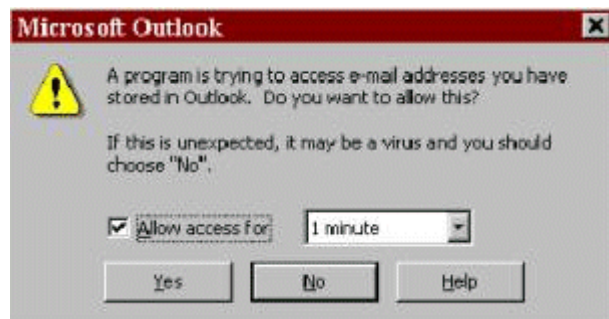 Microsoft Outlook
A program is trying to access e-mail addresses you have
stored in Outlook. Do you want to allow this?
If this is unexpected, it may be a virus and you should
choose "No".
Allow access for
1 minute
Yes
No
Help